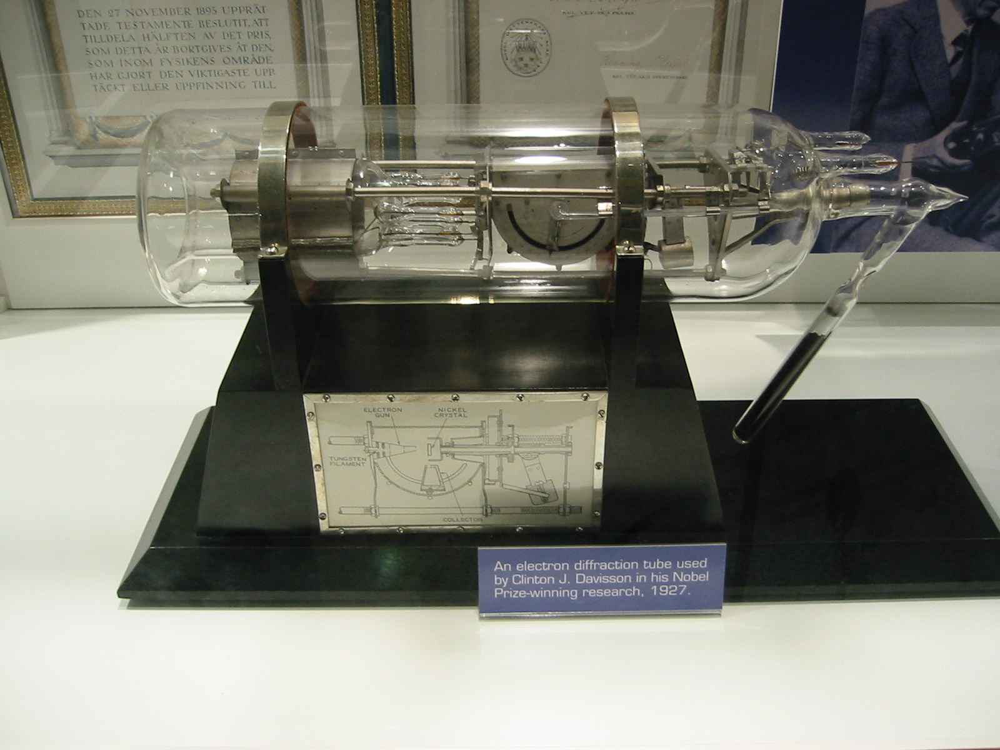 DEN 27 NOVEMBER 1895 UPPRÄT
TADE TESTAMENTE BESLUTIT, ATT
TILLDELA HÄLFTEN AV DET PRIS,
SOM DETTA ÅR BORTGIVES ÅT DEN,
SOM INOM FYSIKENS OMRÅDE
HAR GJORT DEN VIKTIGASTE UPP
TÄCKT ELLER UPPFINNING TILL
ELECTRON
GUN
NICKEL
CRYSTAL
TUNGSTEN
FILAMENT
COLLECTOR
An electron diffraction tube used
by Clinton J. Davisson in his Nobel
Prize-winning research, 1927.